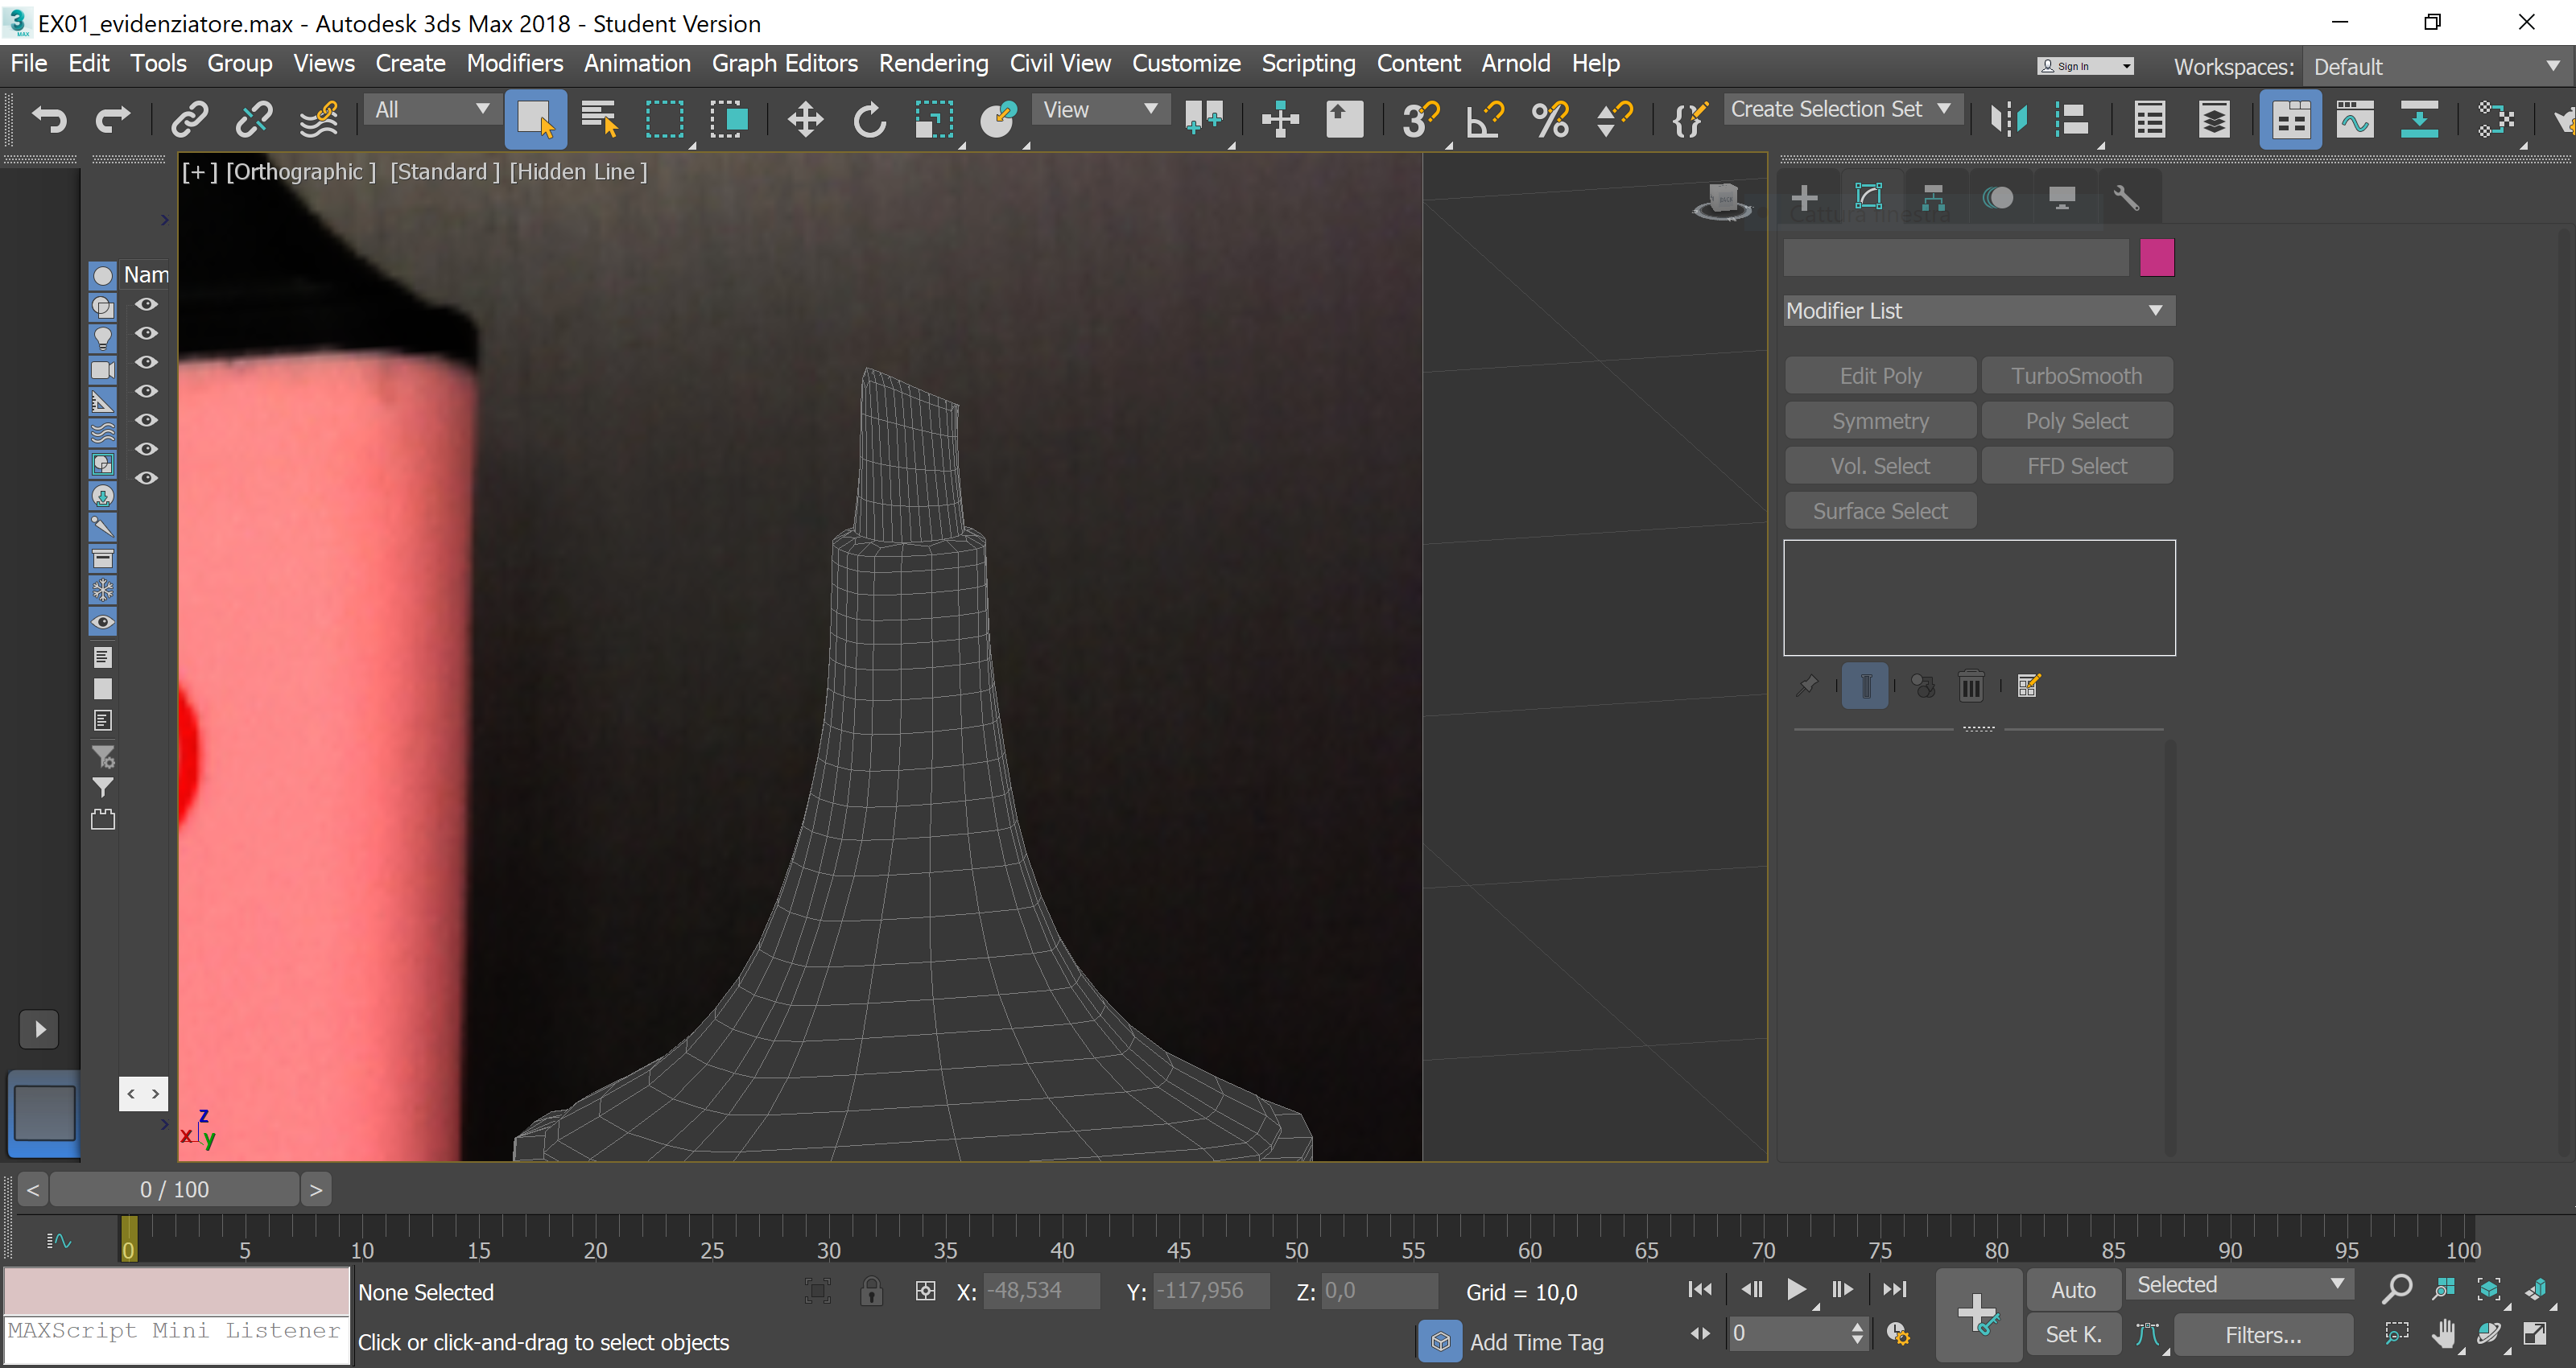 EX01_evidenziatore.max - Autodesk 3ds Max 2018 - Student Version
File Edit Tools Group Views Create Modifiers Animation Graph Editors Rendering Civil View Customize Scripting Content Arnold Help
Sign In
Workspaces: Default
All
View
Create Selection Set
[+] [Orthographic ] [Standard ] [Hidden Line ]
Cattura finestra
Nam
Modifier List
Edit Poly TurboSmooth
Symmetry Poly Select
Vol. Select FFD Select
Surface Select
z
x y
< 0 / 100 >
0 5 10 15 20 25 30 35 40 45 50 55 60 65 70 75 80 85 90 95 100
None Selected
X: -48,534 Y: -117,956 Z: 0,0 Grid = 10,0
Auto Selected
MAXScript Mini Listener
Click or click-and-drag to select objects
Add Time Tag
0
Set K. Filters...